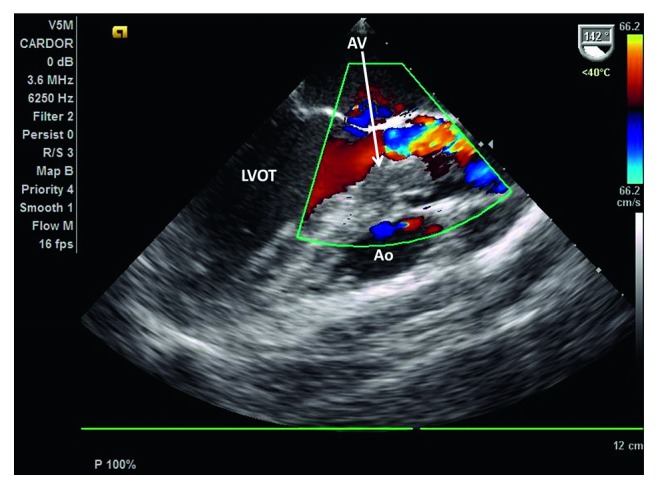 V5M
CARDOR
0 dB
3.6 MHz
6250 Hz
Filter 2
Persist 0
R/S 3
Map B
Priority 4
Smooth 1
Flow M
16 fps
AV
142 °
<40°C
66.2
66.2
cm/s
LVOT
Ao
12 cm
P 100%